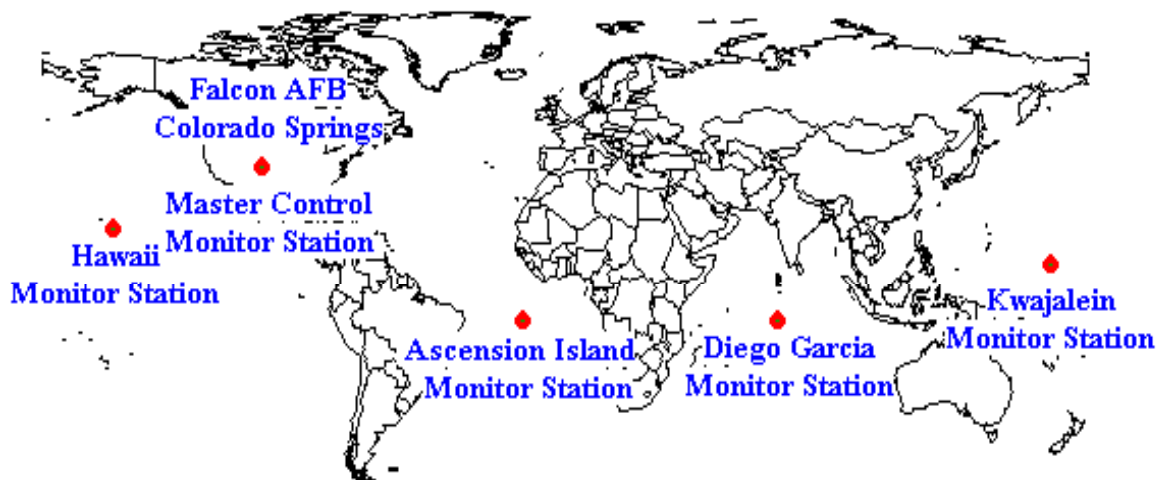 Falcon AFB
Colorado Springs
Master Control
Monitor Station
Hawaii
Monitor Station
Ascension Island
Monitor Station
Diego Garcia
Monitor Station
Kwajalein
Monitor Station